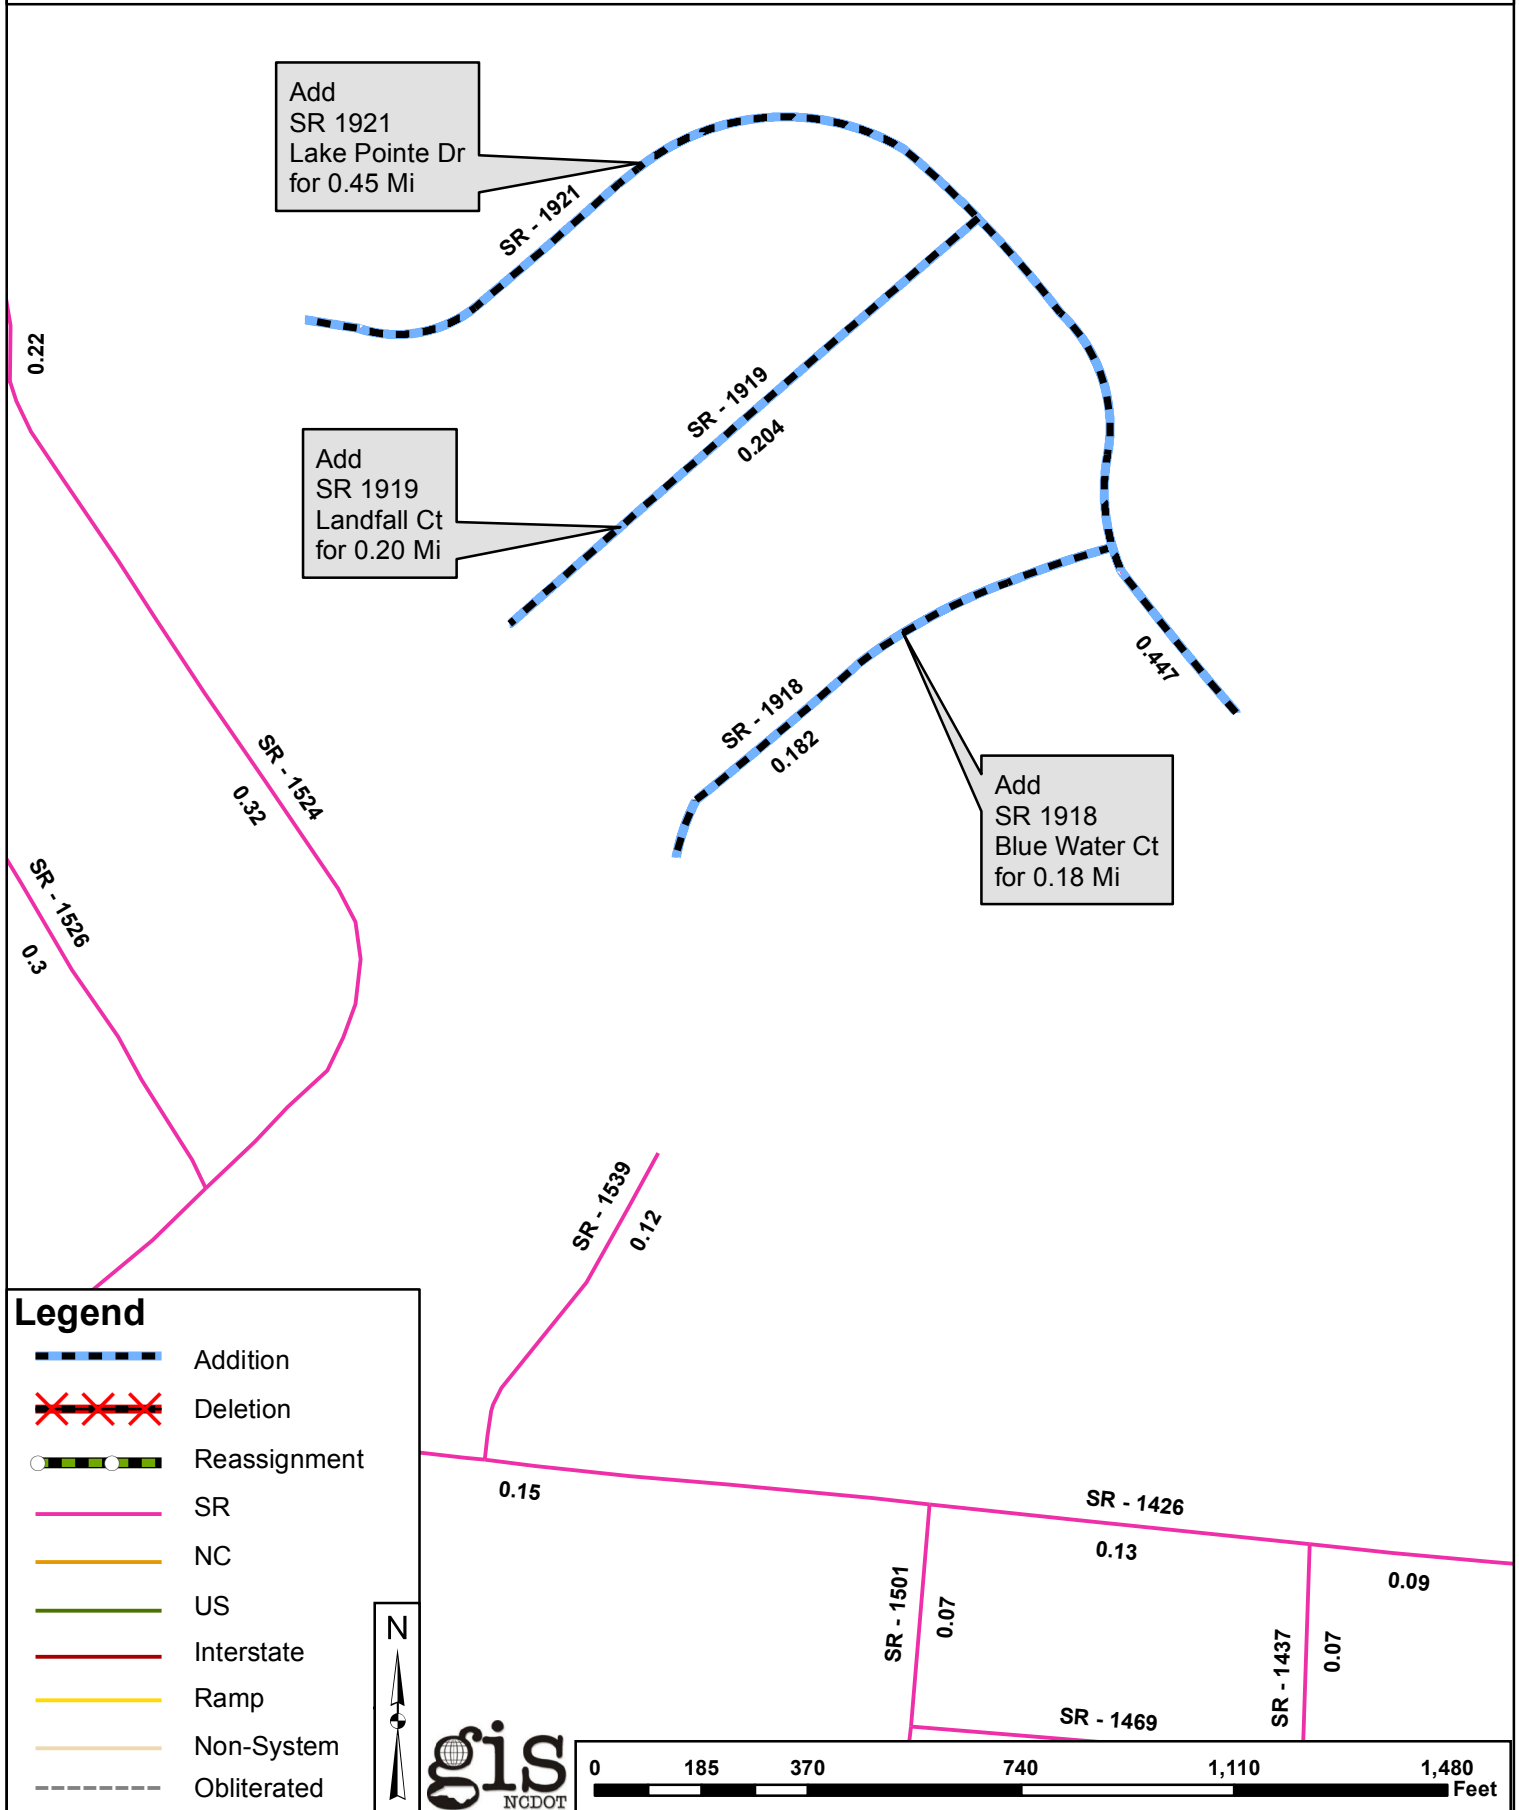 Add
SR 1921
Lake Pointe Dr
for 0.45 Mi
SR - 1921
0.22
SR - 1919
0.204
Add
SR 1919
Landfall Ct
for 0.20 Mi
0.447
SR - 1918
0.182
Add
SR 1918
Blue Water Ct
for 0.18 Mi
SR - 1524
0.32
SR - 1526
0.3
SR - 1539
0.12
Legend
Addition
Deletion
Reassignment
SR
NC
US
Interstate
Ramp
Non-System
Obliterated
N
0.15
SR - 1426
0.13
0.09
SR - 1501
0.07
SR - 1437
0.07
SR - 1469
gis
NCDOT
0 185 370 740 1,110 1,480
Feet